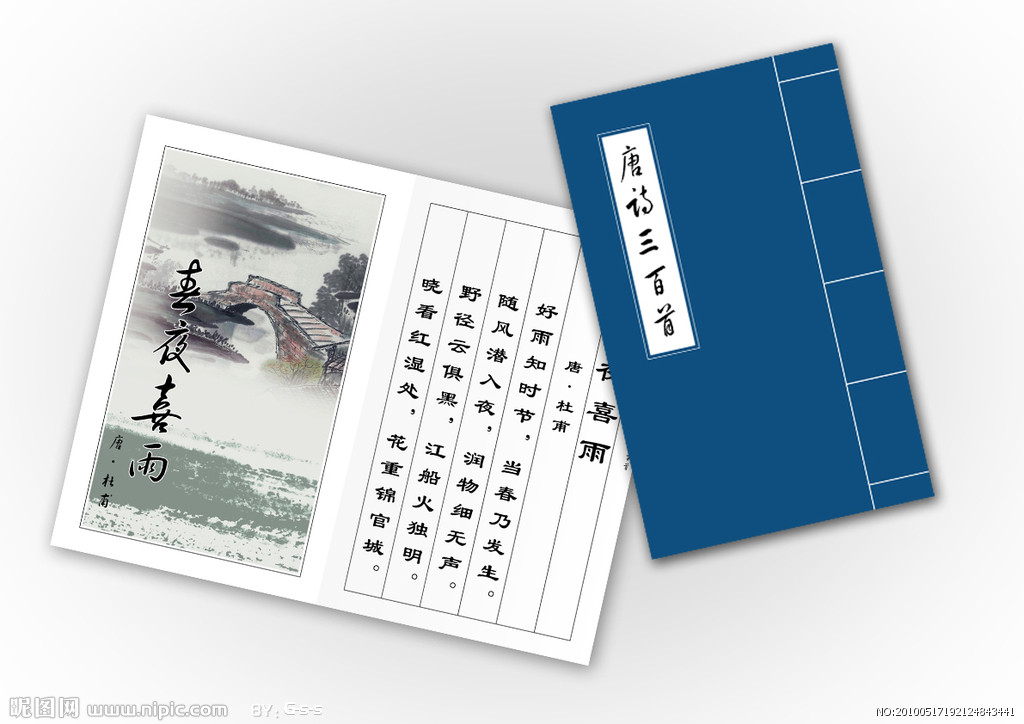 春夜喜雨
唐·杜甫
夜喜雨
唐·杜甫
好雨知时节，当春乃发生。
随风潜入夜，润物细无声。
野径云俱黑，江船火独明。
晓看红湿处，花重锦官城。
唐诗三百首
昵图网 www.nipic.com BY: G-s-s
NO:20100517192124843441